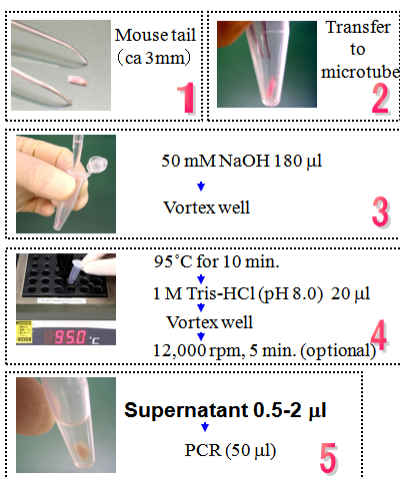 Mouse tail
(ca 3mm)
1
Transfer
to
microtube
2
50 mM NaOH 180 µl
Vortex well
3
95˚C for 10 min.
1 M Tris-HCl (pH 8.0) 20 µl
Vortex well
12,000 rpm, 5 min. (optional)
95.0 °C
4
Supernatant 0.5-2 µl
PCR (50 µl)
5